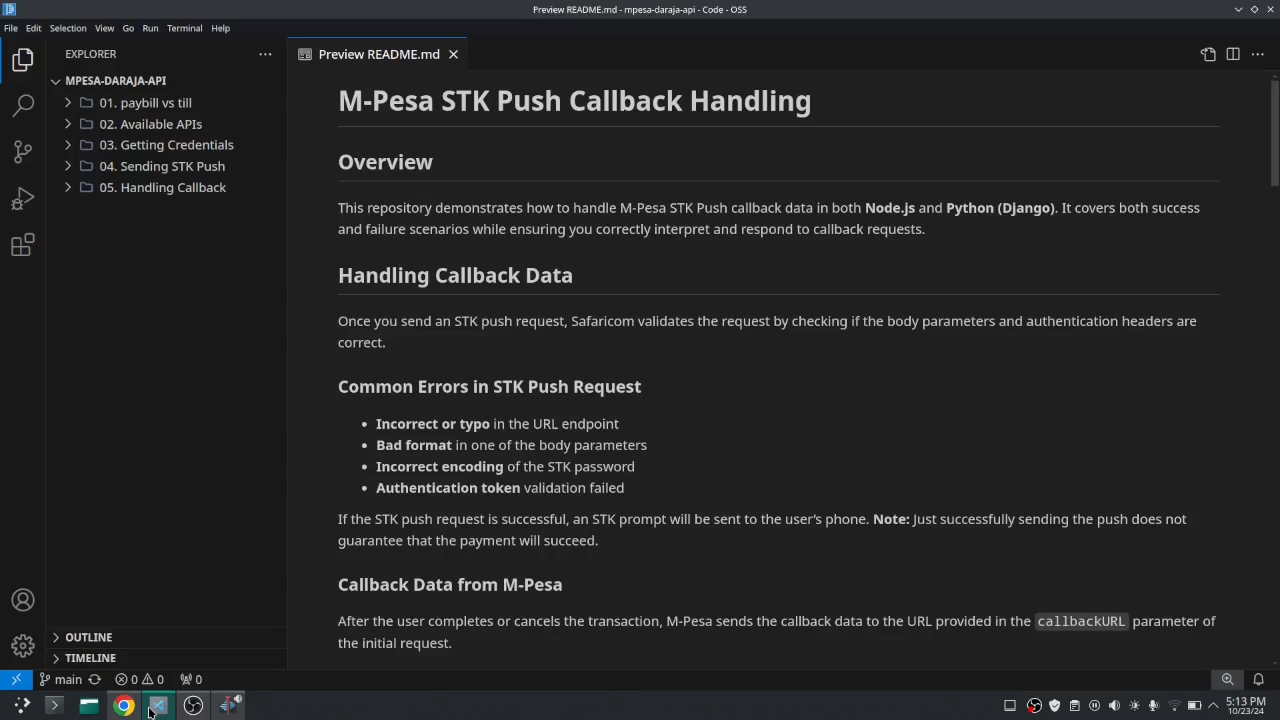 Preview README.md - mpesa-daraja-api - Code - OSS
File Edit Selection View Go Run Terminal Help
EXPLORER
Preview README.md
MPESA-DARAJA-API
01. paybill vs till
02. Available APIs
03. Getting Credentials
04. Sending STK Push
05. Handling Callback
M-Pesa STK Push Callback Handling
Overview
This repository demonstrates how to handle M-Pesa STK Push callback data in both Node.js and Python (Django). It covers both success
and failure scenarios while ensuring you correctly interpret and respond to callback requests.
Handling Callback Data
Once you send an STK push request, Safaricom validates the request by checking if the body parameters and authentication headers are
correct.
Common Errors in STK Push Request
• Incorrect or typo in the URL endpoint
• Bad format in one of the body parameters
• Incorrect encoding of the STK password
• Authentication token validation failed
If the STK push request is successful, an STK prompt will be sent to the user's phone. Note: Just successfully sending the push does not
guarantee that the payment will succeed.
Callback Data from M-Pesa
After the user completes or cancels the transaction, M-Pesa sends the callback data to the URL provided in the callbackURL parameter of
the initial request.
OUTLINE
TIMELINE
main 0 0 0
5:13 PM
10/23/24